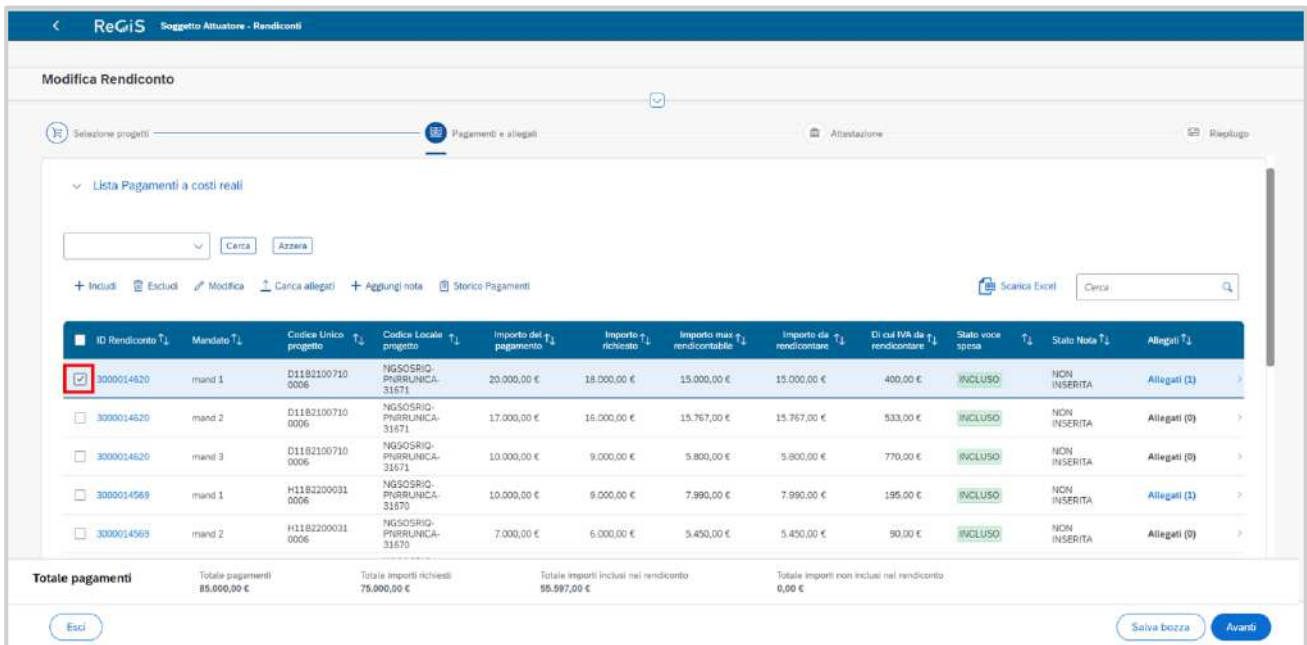 ReGiS Soggetto Attuatore - Rendiconti
Modifica Rendiconto
Selezione progetti Pagamenti e allegati Attestazione Riepilogo
Lista Pagamenti a costi reali
Cerca Azzera
+ Includi Escludi Modifica Carica allegati + Aggiungi nota Storico Pagamenti Scarica Excel Cerca
ID Rendiconto Mandato Codice Unico progetto Codice Locale progetto Importo del pagamento Importo richiesto Importo max rendicontabile Importo da rendicontare Di cui IVA da rendicontare Stato voce spesa Stato Nota Allegati
3000014620 mand 1 D1182100710 0006 NGSOSRIQ-PNRRUNICA-31671 20.000,00 € 18.000,00 € 15.000,00 € 15.000,00 € 400,00 € INCLUSO NON INSERITA Allegati (1)
3000014620 mand 2 D1182100710 0006 NGSOSRIQ-PNRRUNICA-31671 17.000,00 € 16.000,00 € 15.767,00 € 15.767,00 € 533,00 € INCLUSO NON INSERITA Allegati (0)
3000014620 mand 3 D1182100710 0006 NGSOSRIQ-PNRRUNICA-31671 10.000,00 € 9.000,00 € 5.800,00 € 5.800,00 € 770,00 € INCLUSO NON INSERITA Allegati (0)
3000014569 mand 1 H1182200031 0006 NGSOSRIQ-PNRRUNICA-31670 10.000,00 € 9.000,00 € 7.990,00 € 7.990,00 € 195,00 € INCLUSO NON INSERITA Allegati (1)
3000014569 mand 2 H1182200031 0006 NGSOSRIQ-PNRRUNICA-31670 7.000,00 € 6.000,00 € 5.450,00 € 5.450,00 € 90,00 € INCLUSO NON INSERITA Allegati (0)
Totale pagamenti Totale pagamenti Totale importi richiesti Totale importi inclusi nel rendiconto Totale importi non inclusi nel rendiconto
85.000,00 € 75.000,00 € 55.597,00 € 0,00 €
Esci Salva bozza Avanti